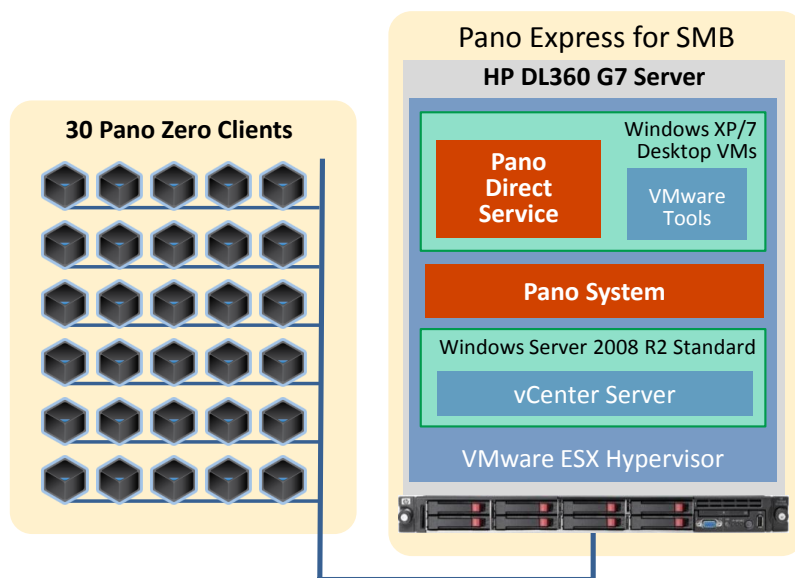 30 Pano Zero Clients
Pano Express for SMB
HP DL360 G7 Server
Windows XP/7
Desktop VMs
Pano
Direct
Service
VMware
Tools
Pano System
Windows Server 2008 R2 Standard
vCenter Server
VMware ESX Hypervisor